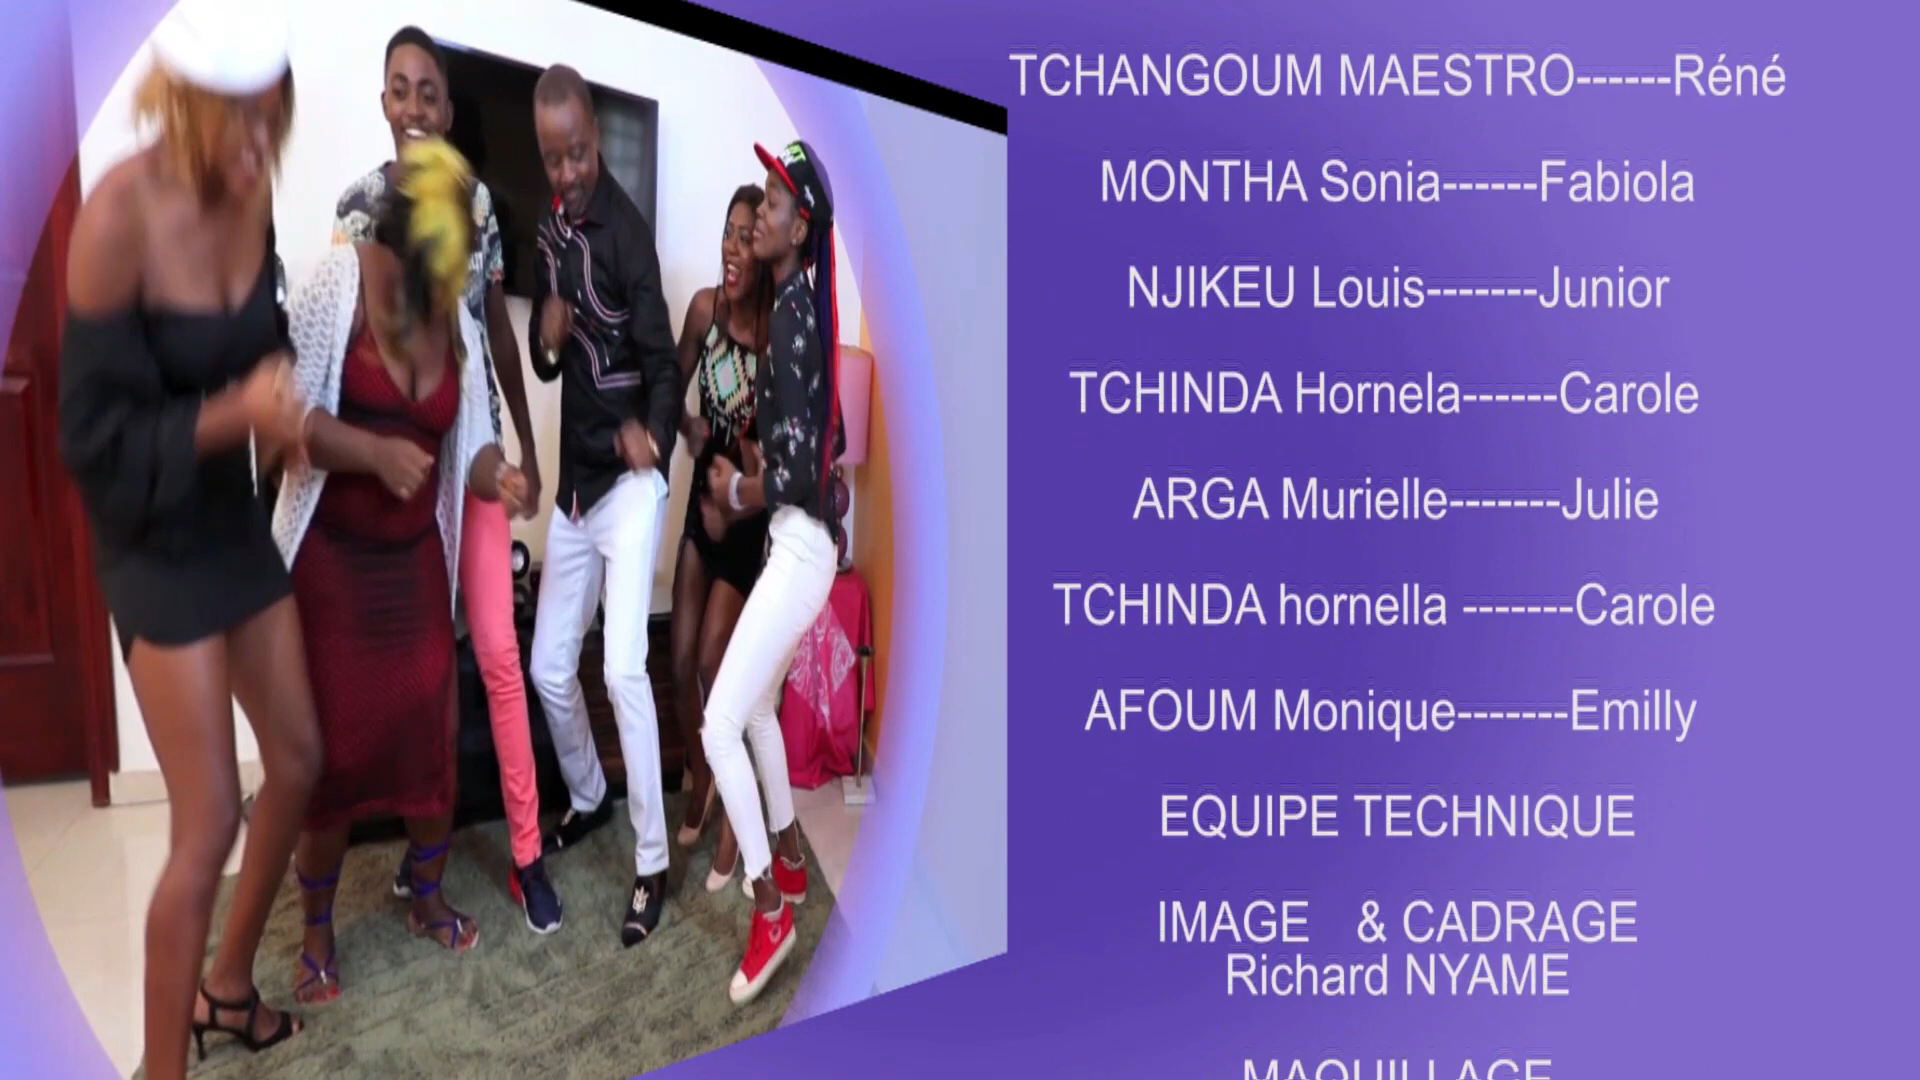 TCHANGOUM MAESTRO------Réné
MONTHA Sonia------Fabiola
NJIKEU Louis-------Junior
TCHINDA Hornela------Carole
ARGA Murielle-------Julie
TCHINDA hornella -------Carole
AFOUM Monique-------Emilly
EQUIPE TECHNIQUE
IMAGE & CADRAGE
Richard NYAME
MAQUILLAGE